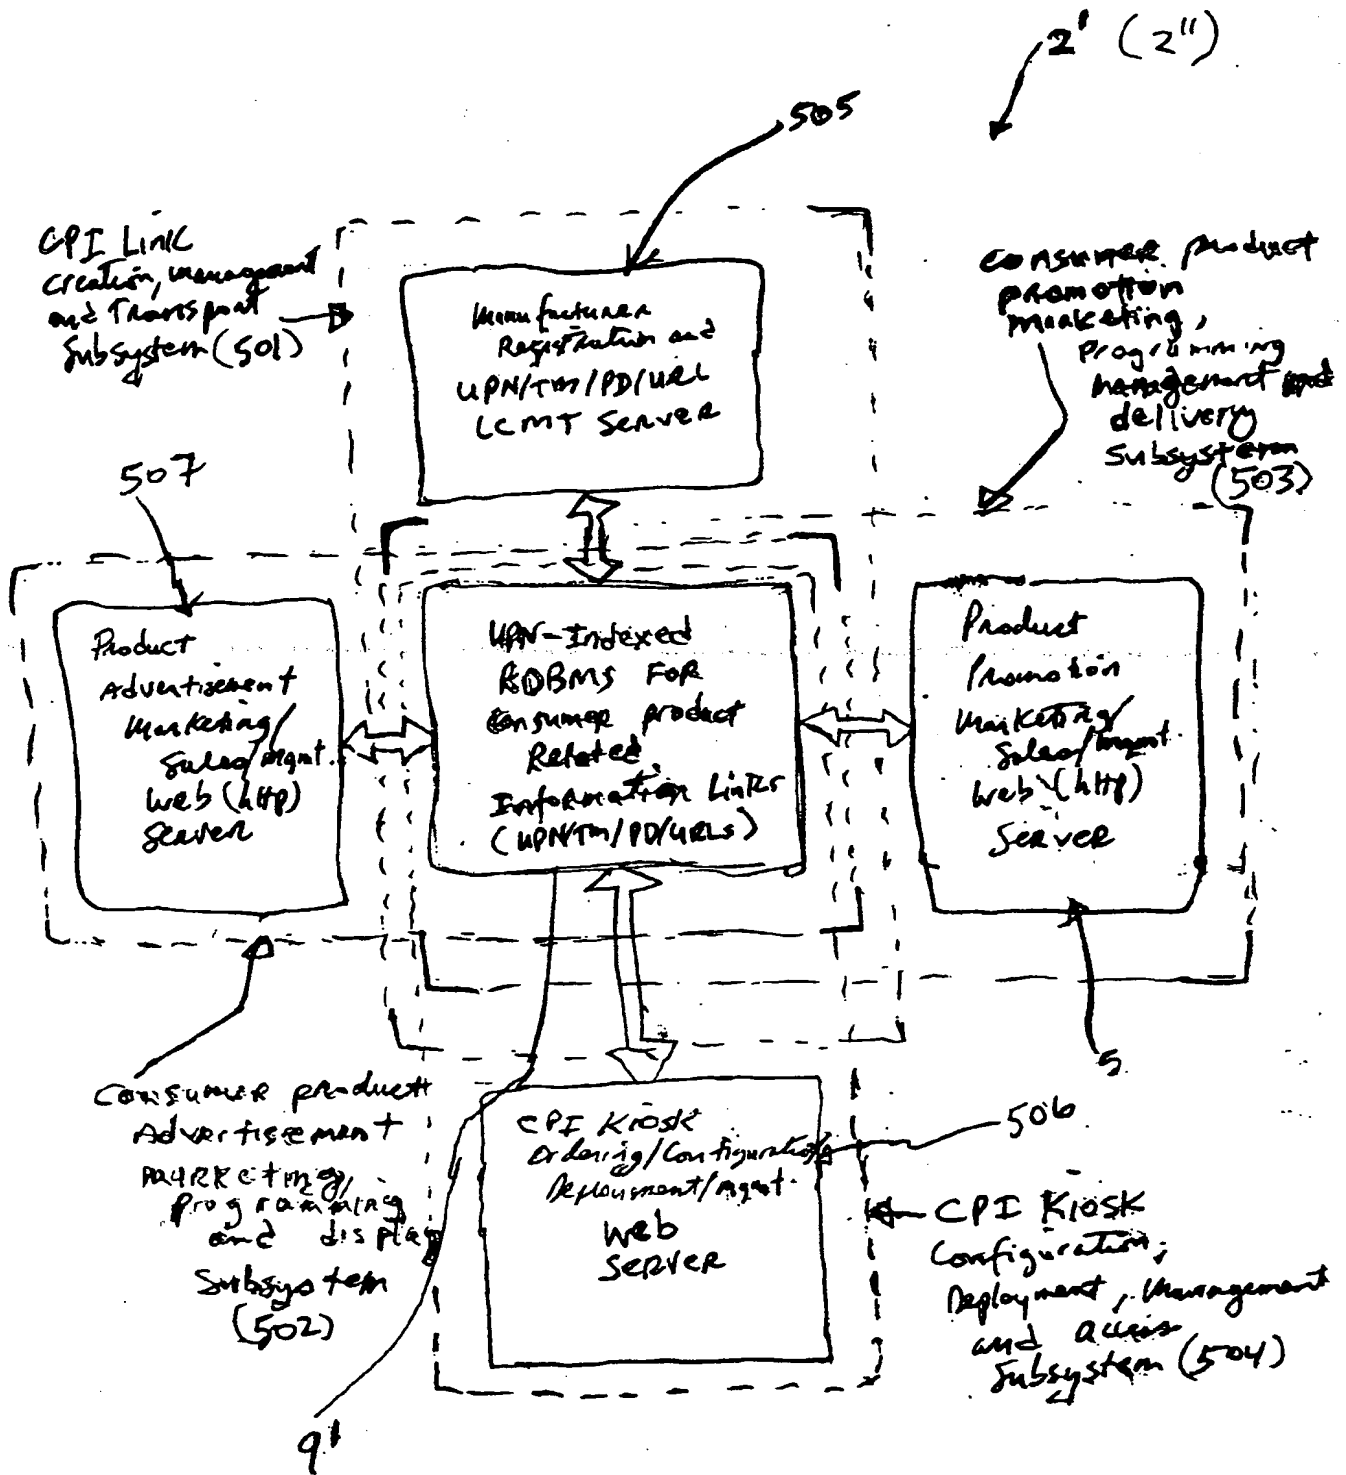 2' (2")
505
CPI Link
Creation, Management
and Transport
Subsystem (501)
Consumer product
promotion
marketing,
Programming
management and
delivery
Subsystem
(503)
Manufacturer
Registration and
UPN/TM/PD/URL
LCMT Server
507
Product
Advertisement
Marketing/
Sales/Mgmt.
Web (http)
Server
UPN-Indexed
RDBMS FOR
Consumer product
Related
Information Links
(UPN/TM/PD/URLs)
Product
Promotion
Marketing/
Sales/mgmt.
Web (http)
Server
5
Consumer product
Advertisement
Marketing,
programming
and display
Subsystem
(502)
CPI Kiosk
Ordering/Configuration
Deployment/Mgmt.
Web
Server
506
CPI Kiosk
Configuration,
Deployment, Management
and access
Subsystem (504)
9'